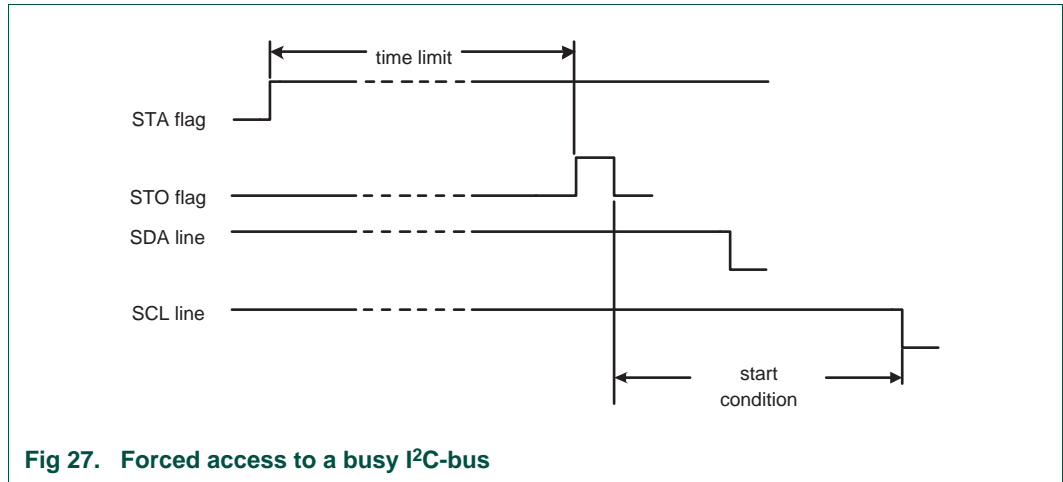 time limit
STA flag
STO flag
SDA line
SCL line
start
condition
Fig 27. Forced access to a busy I²C-bus